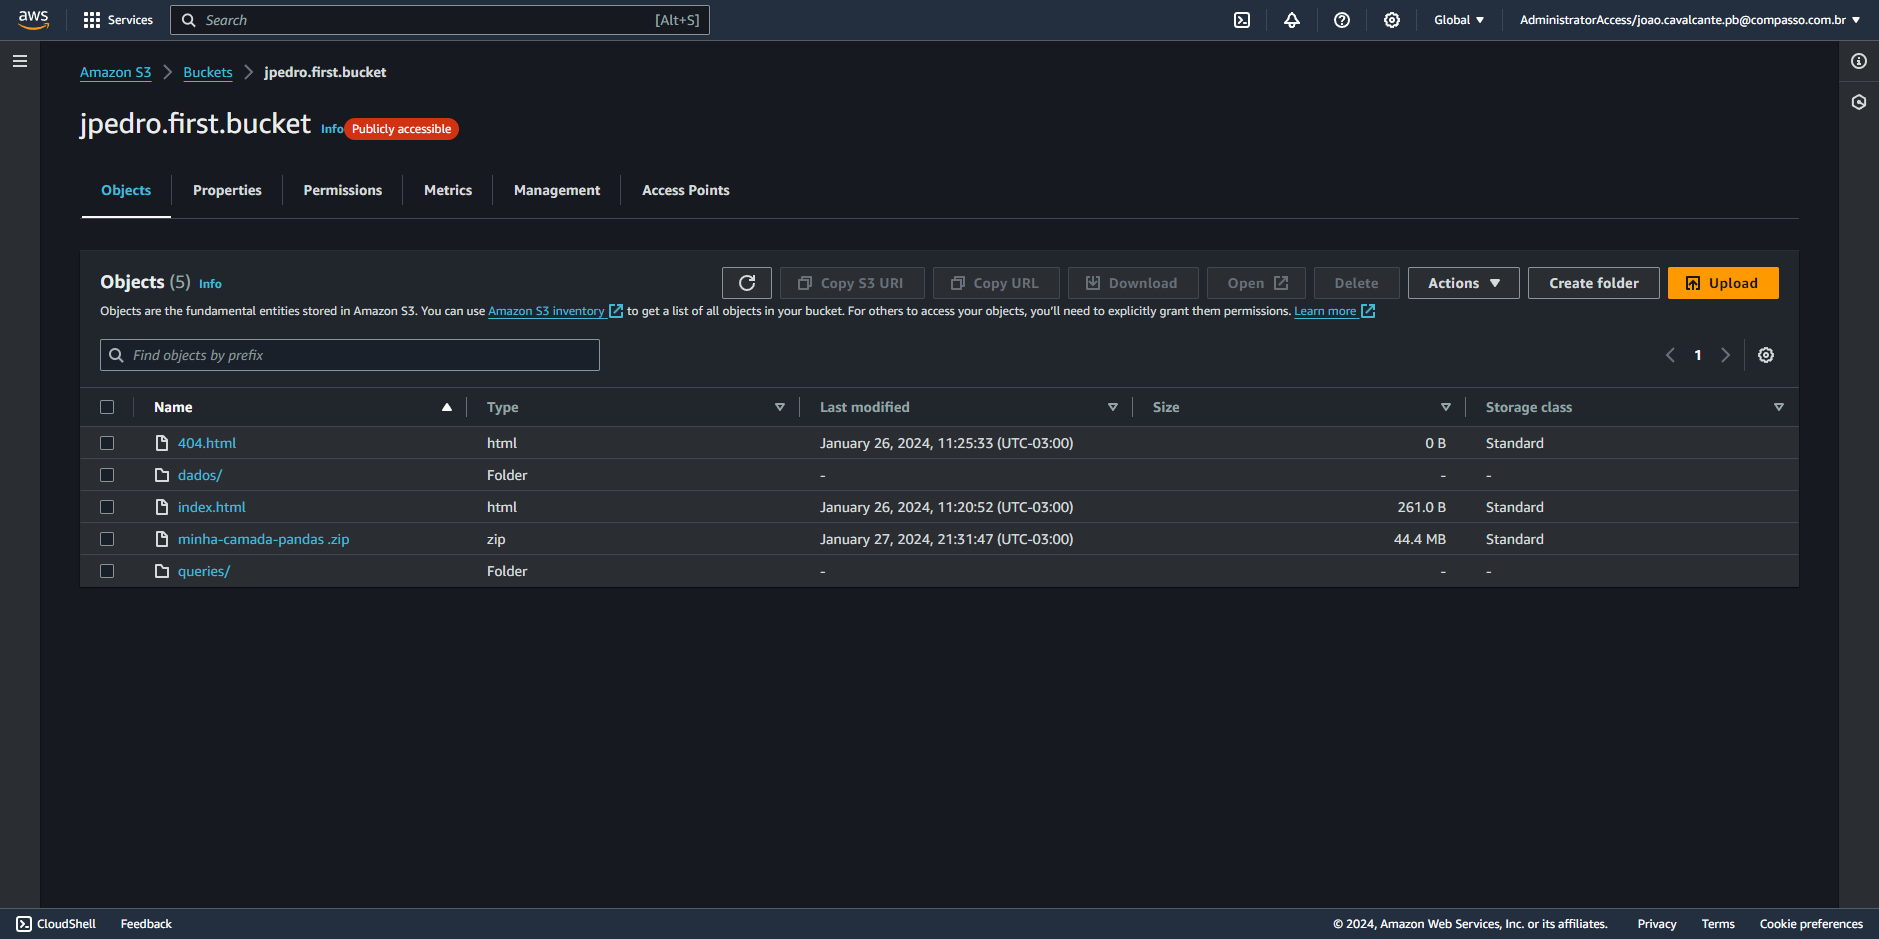 aws Services Search [Alt+S] Global AdministratorAccess/joao.cavalcante.pb@compasso.com.br
Amazon S3 Buckets jpedro.first.bucket
jpedro.first.bucket Info Publicly accessible
Objects Properties Permissions Metrics Management Access Points
Objects (5) Info Copy S3 URI Copy URL Download Open Delete Actions Create folder Upload
Objects are the fundamental entities stored in Amazon S3. You can use Amazon S3 inventory to get a list of all objects in your bucket. For others to access your objects, you'll need to explicitly grant them permissions. Learn more
Find objects by prefix 1
Name Type Last modified Size Storage class
404.html html January 26, 2024, 11:25:33 (UTC-03:00) 0 B Standard
dados/ Folder - - -
index.html html January 26, 2024, 11:20:52 (UTC-03:00) 261.0 B Standard
minha-camada-pandas .zip zip January 27, 2024, 21:31:47 (UTC-03:00) 44.4 MB Standard
queries/ Folder - - -
CloudShell Feedback © 2024, Amazon Web Services, Inc. or its affiliates. Privacy Terms Cookie preferences